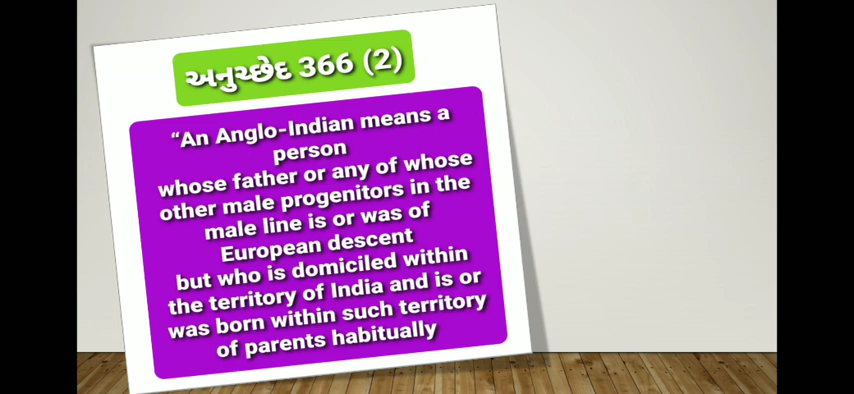 અનુચ્છેદ 366 (2)
“An Anglo-Indian means a
person
whose father or any of whose
other male progenitors in the
male line is or was of
European descent
but who is domiciled within
the territory of India and is or
was born within such territory
of parents habitually